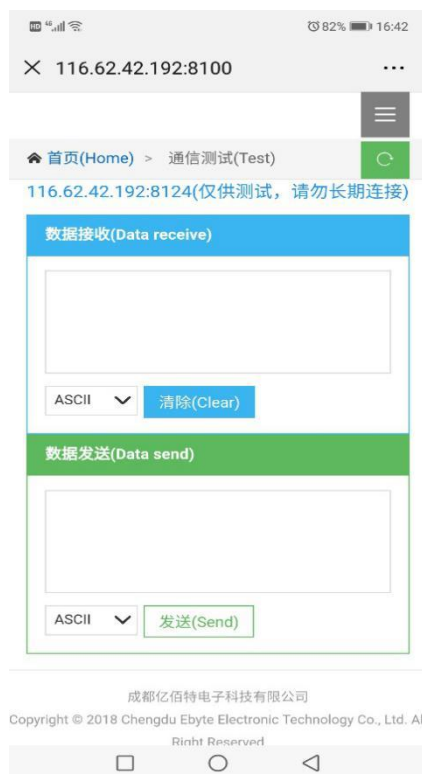 HD 46 82% 16:42
116.62.42.192:8100
首页(Home) > 通信测试(Test)
116.62.42.192:8124(仅供测试，请勿长期连接)
数据接收(Data receive)
ASCII 清除(Clear)
数据发送(Data send)
ASCII 发送(Send)
成都亿佰特电子科技有限公司
Copyright © 2018 Chengdu Ebyte Electronic Technology Co., Ltd. Al
Right Reserved